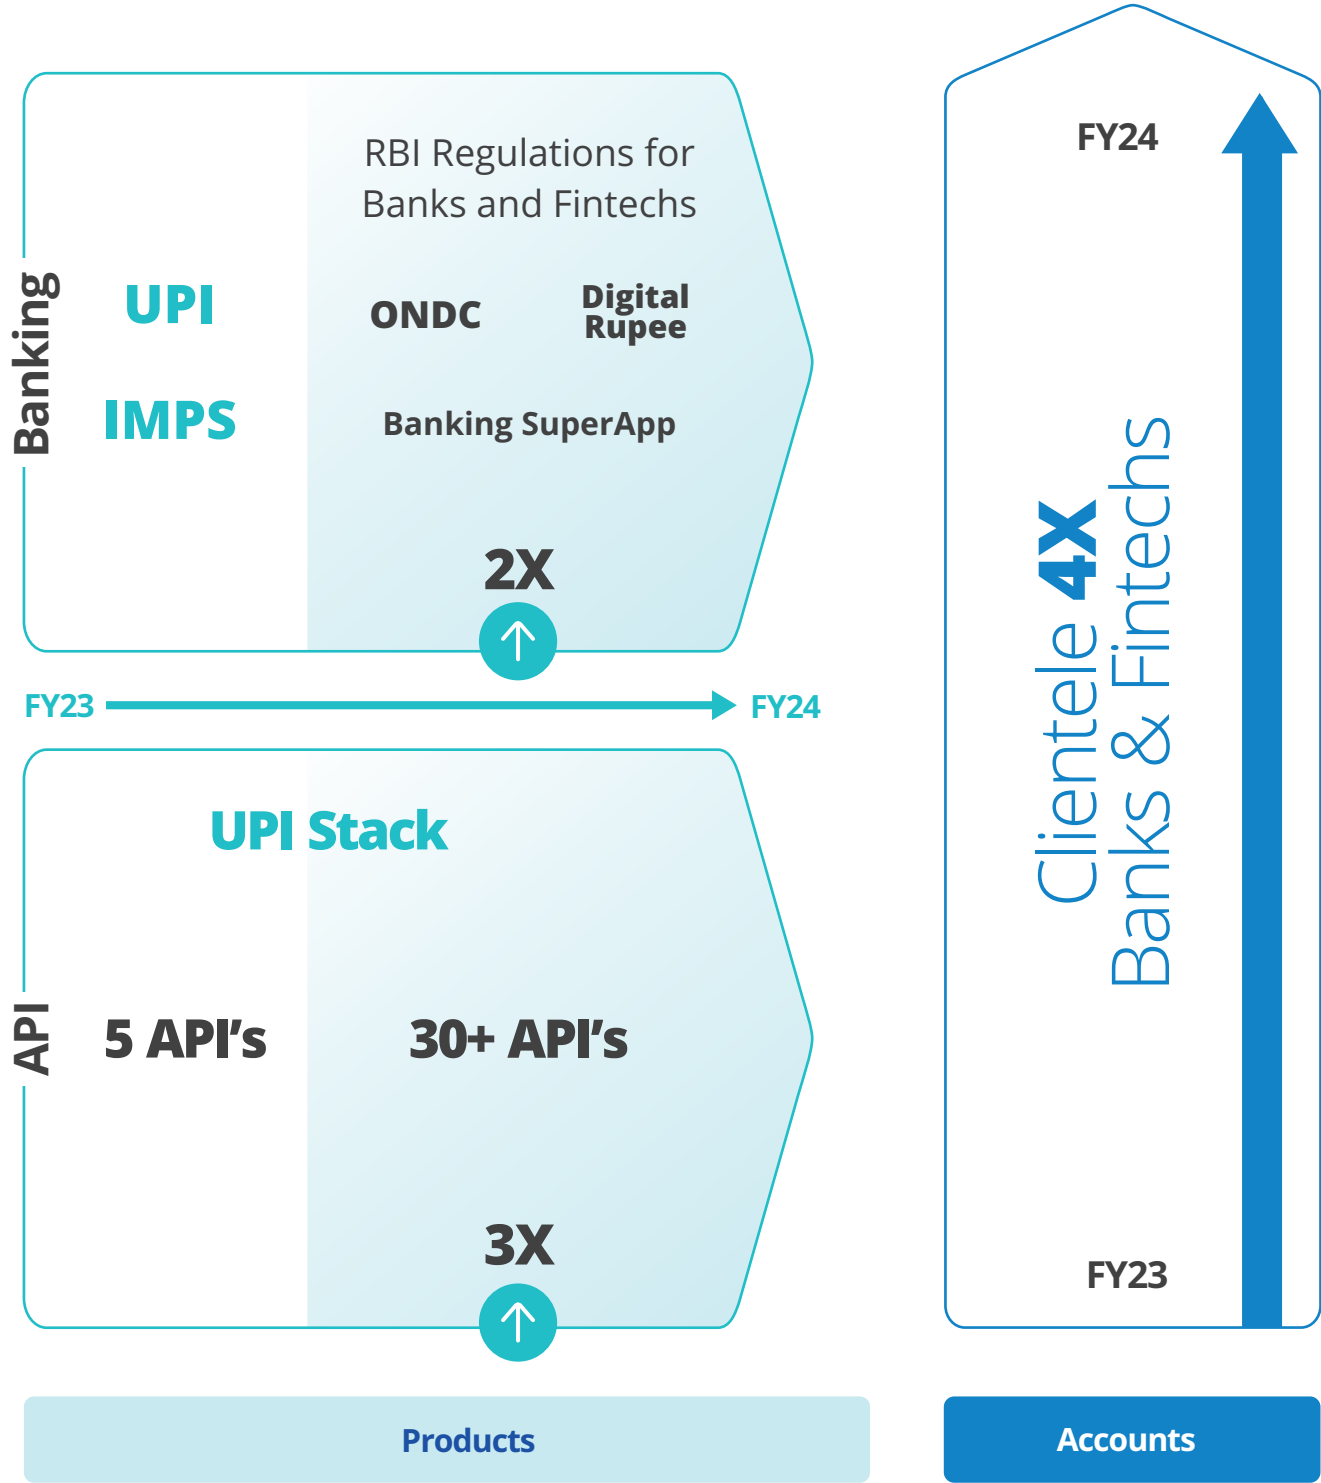 Banking
UPI
IMPS
RBI Regulations for
Banks and Fintechs
ONDC
Digital
Rupee
Banking SuperApp
2X
FY23
FY24
API
UPI Stack
5 API’s
30+ API’s
3X
Products
FY24
Clientele 4X
Banks & Fintechs
FY23
Accounts